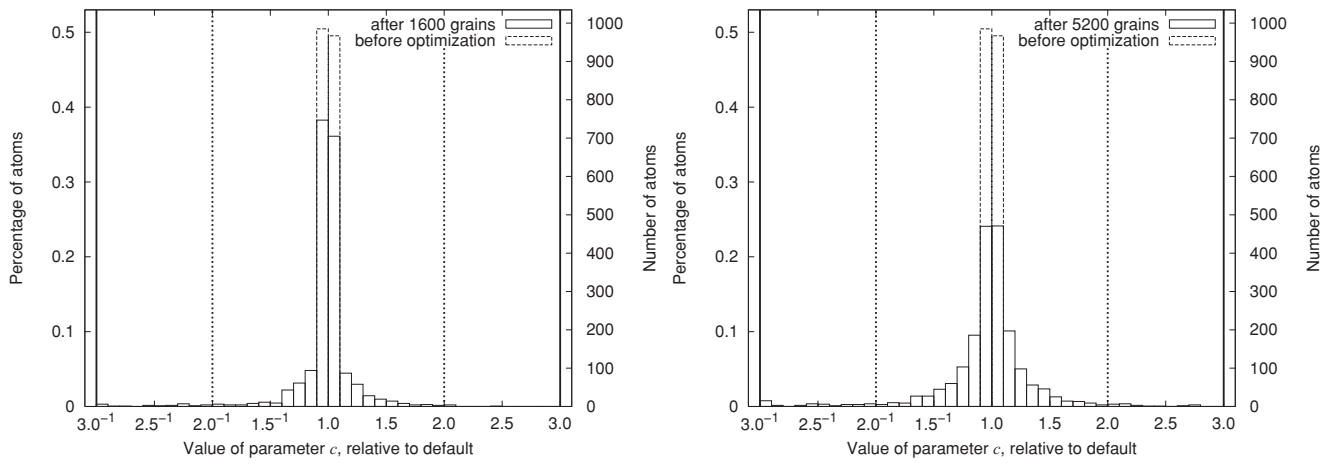 after 1600 grains
before optimization
0.5
0.4
0.3
0.2
0.1
0
Percentage of atoms
1000
900
800
700
600
500
400
300
200
100
0
Number of atoms
3.0⁻¹ 2.5⁻¹ 2.0⁻¹ 1.5⁻¹ 1.0 1.5 2.0 2.5 3.0
Value of parameter c, relative to default
after 5200 grains
before optimization
0.5
0.4
0.3
0.2
0.1
0
Percentage of atoms
1000
900
800
700
600
500
400
300
200
100
0
Number of atoms
3.0⁻¹ 2.5⁻¹ 2.0⁻¹ 1.5⁻¹ 1.0 1.5 2.0 2.5 3.0
Value of parameter c, relative to default